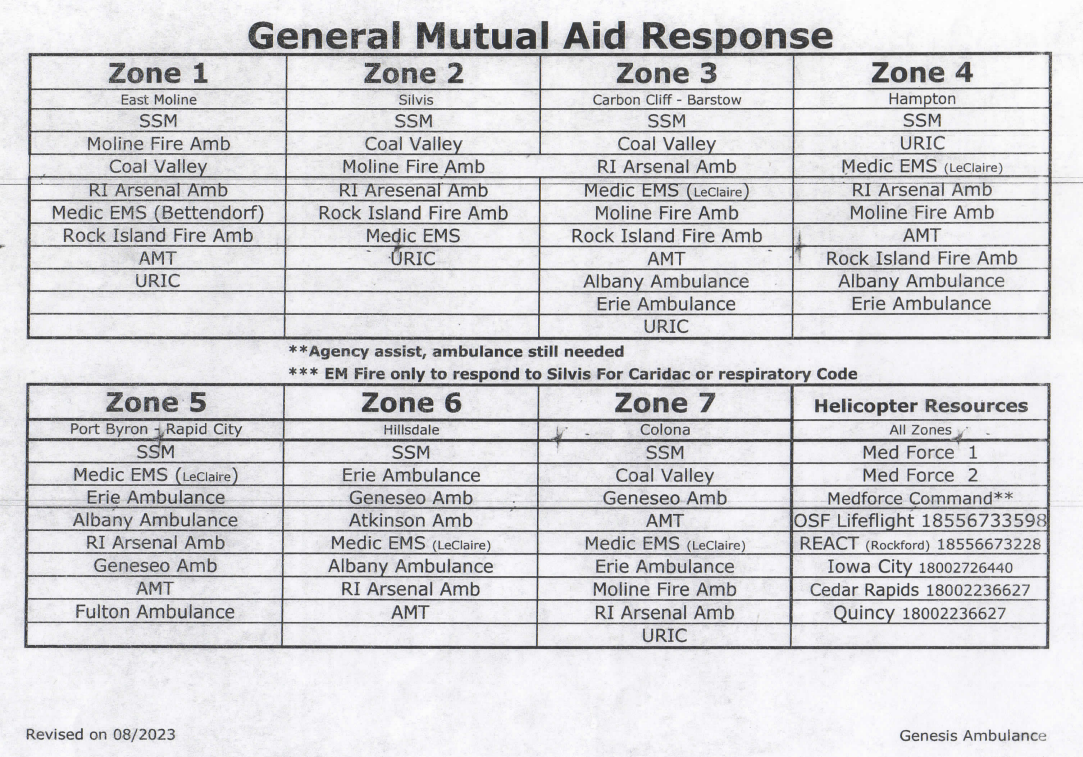 General Mutual Aid Response
Zone 1 Zone 2 Zone 3 Zone 4
East Moline Silvis Carbon Cliff - Barstow Hampton
SSM SSM SSM SSM
Moline Fire Amb Coal Valley Coal Valley URIC
Coal Valley Moline Fire Amb RI Arsenal Amb Medic EMS (LeClaire)
RI Arsenal Amb RI Aresenal Amb Medic EMS (LeClaire) RI Arsenal Amb
Medic EMS (Bettendorf) Rock Island Fire Amb Moline Fire Amb Moline Fire Amb
Rock Island Fire Amb Medic EMS Rock Island Fire Amb AMT
AMT URIC AMT Rock Island Fire Amb
URIC Albany Ambulance Albany Ambulance
Erie Ambulance Erie Ambulance
URIC
**Agency assist, ambulance still needed
*** EM Fire only to respond to Silvis For Caridac or respiratory Code
Zone 5 Zone 6 Zone 7 Helicopter Resources
Port Byron - Rapid City Hillsdale Colona All Zones
SSM SSM SSM Med Force 1
Medic EMS (LeClaire) Erie Ambulance Coal Valley Med Force 2
Erie Ambulance Geneseo Amb Geneseo Amb Medforce Command**
Albany Ambulance Atkinson Amb AMT OSF Lifeflight 18556733598
RI Arsenal Amb Medic EMS (LeClaire) Medic EMS (LeClaire) REACT (Rockford) 18556673228
Geneseo Amb Albany Ambulance Erie Ambulance Iowa City 18002726440
AMT RI Arsenal Amb Moline Fire Amb Cedar Rapids 18002236627
Fulton Ambulance AMT RI Arsenal Amb Quincy 18002236627
URIC
Revised on 08/2023 Genesis Ambulance